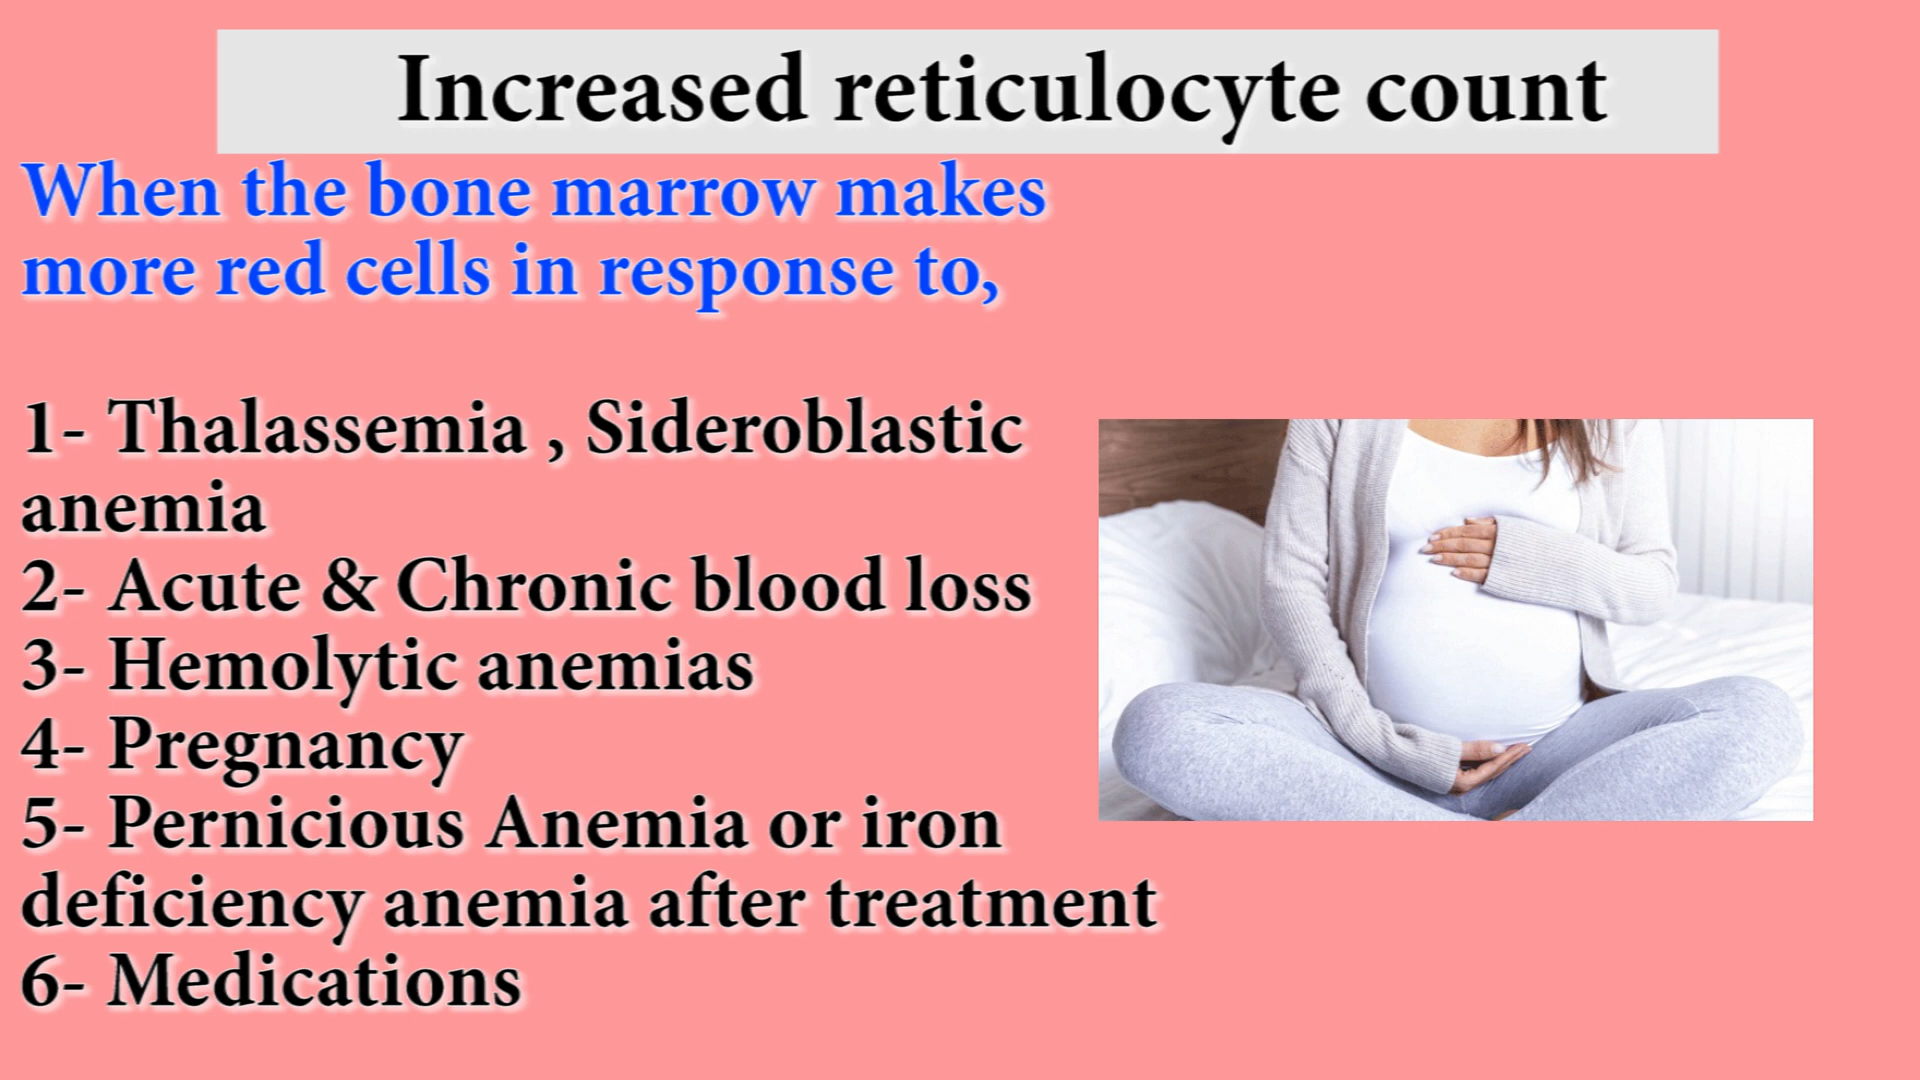 Increased reticulocyte count
When the bone marrow makes
more red cells in response to,
1- Thalassemia , Sideroblastic
anemia
2- Acute & Chronic blood loss
3- Hemolytic anemias
4- Pregnancy
5- Pernicious Anemia or iron
deficiency anemia after treatment
6- Medications